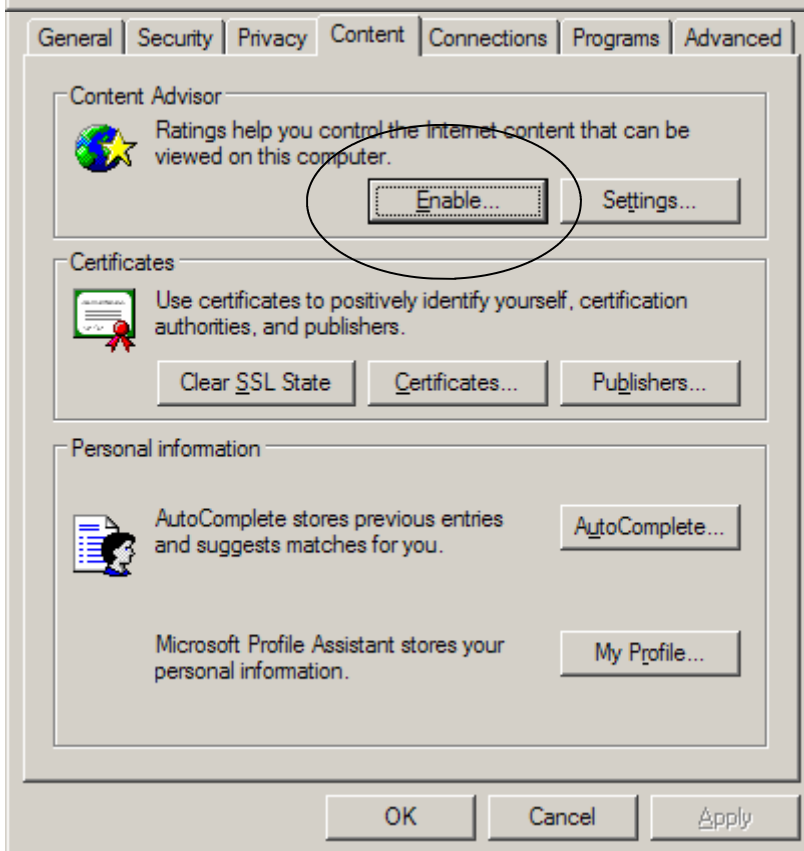 General Security Privacy Content Connections Programs Advanced
Content Advisor
Ratings help you control the Internet content that can be
viewed on this computer.
Enable... Settings...
Certificates
Use certificates to positively identify yourself, certification
authorities, and publishers.
Clear SSL State Certificates... Publishers...
Personal information
AutoComplete stores previous entries
and suggests matches for you.
AutoComplete...
Microsoft Profile Assistant stores your
personal information.
My Profile...
OK Cancel Apply